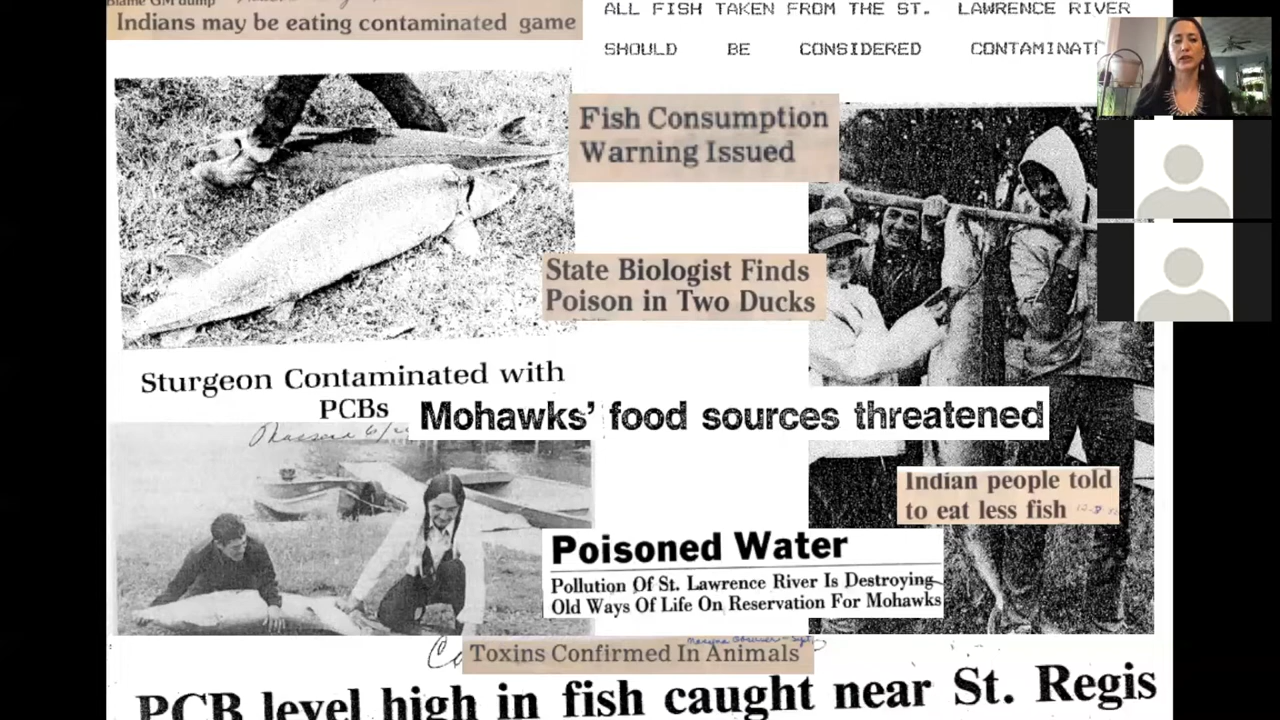 Blame GM dump
Indians may be eating contaminated game
ALL FISH TAKEN FROM THE ST. LAWRENCE RIVER
SHOULD BE CONSIDERED
Fish Consumption
Warning Issued
State Biologist Finds
Poison in Two Ducks
Sturgeon Contaminated with
PCBs
Mohawks' food sources threatened
Indian people told
to eat less fish
Poisoned Water
Pollution Of St. Lawrence River Is Destroying
Old Ways Of Life On Reservation For Mohawks
Toxins Confirmed In Animals
PCB level high in fish caught near St. Regis